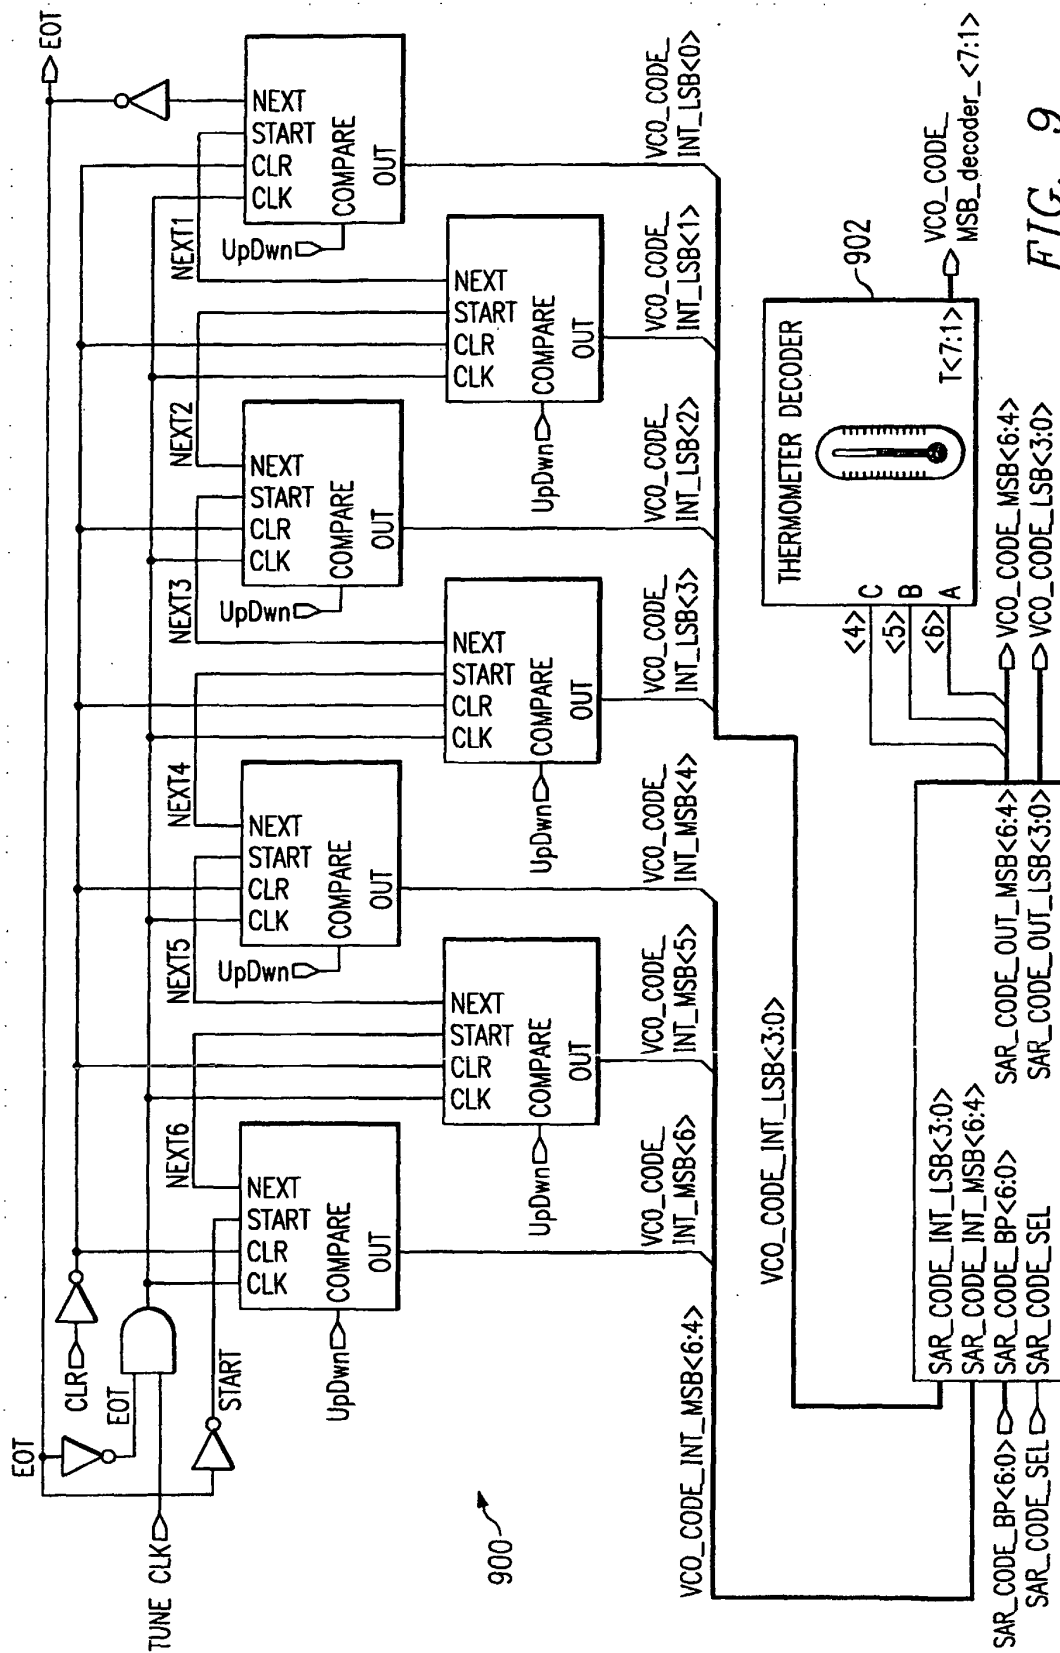 EOT
EOT
CLR
EOT
TUNE CLK
START
NEXT6
NEXT5
NEXT4
NEXT3
NEXT2
NEXT1
NEXT
START
CLR
CLK
COMPARE
OUT
UpDwn
NEXT
START
CLR
CLK
COMPARE
OUT
UpDwn
NEXT
START
CLR
CLK
COMPARE
OUT
UpDwn
NEXT
START
CLR
CLK
COMPARE
OUT
UpDwn
NEXT
START
CLR
CLK
COMPARE
OUT
UpDwn
NEXT
START
CLR
CLK
COMPARE
OUT
UpDwn
NEXT
START
CLR
CLK
COMPARE
OUT
UpDwn
900
VCO_CODE_
INT_MSB<6>
VCO_CODE_
INT_MSB<5>
VCO_CODE_
INT_MSB<4>
VCO_CODE_
INT_LSB<3>
VCO_CODE_
INT_LSB<2>
VCO_CODE_
INT_LSB<1>
VCO_CODE_
INT_LSB<0>
VCO_CODE_INT_MSB<6:4>
VCO_CODE_INT_LSB<3:0>
SAR_CODE_BP<6:0>
SAR_CODE_SEL
SAR_CODE_INT_LSB<3:0>
SAR_CODE_INT_MSB<6:4>
SAR_CODE_BP<6:0>
SAR_CODE_SEL
SAR_CODE_OUT_MSB<6:4>
SAR_CODE_OUT_LSB<3:0>
VCO_CODE_MSB<6:4>
VCO_CODE_LSB<3:0>
<4>
<5>
<6>
C
B
A
THERMOMETER DECODER
T<7:1>
902
VCO_CODE_
MSB_decoder_<7:1>
FIG. 9